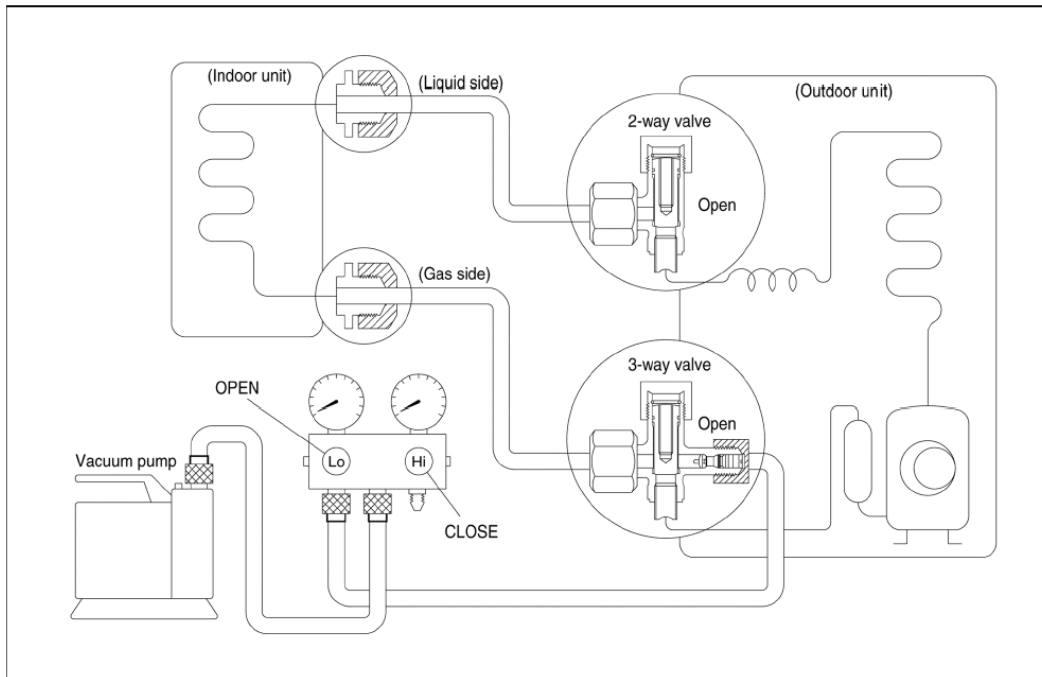 (Indoor unit)
(Liquid side)
(Outdoor unit)
2-way valve
Open
(Gas side)
3-way valve
Open
OPEN
Lo
Hi
Vacuum pump
CLOSE